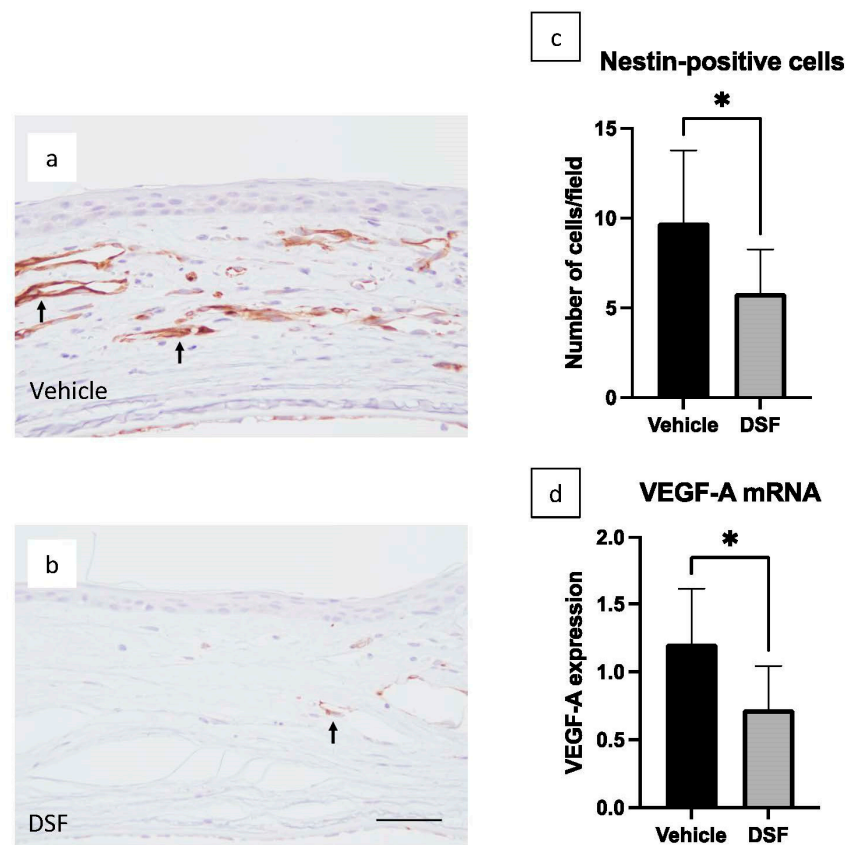 a
Vehicle
b
DSF
c
Nestin-positive cells
*
15
10
5
0
Number of cells/field
Vehicle DSF
d
VEGF-A mRNA
*
2.0
1.5
1.0
0.5
0.0
VEGF-A expression
Vehicle DSF